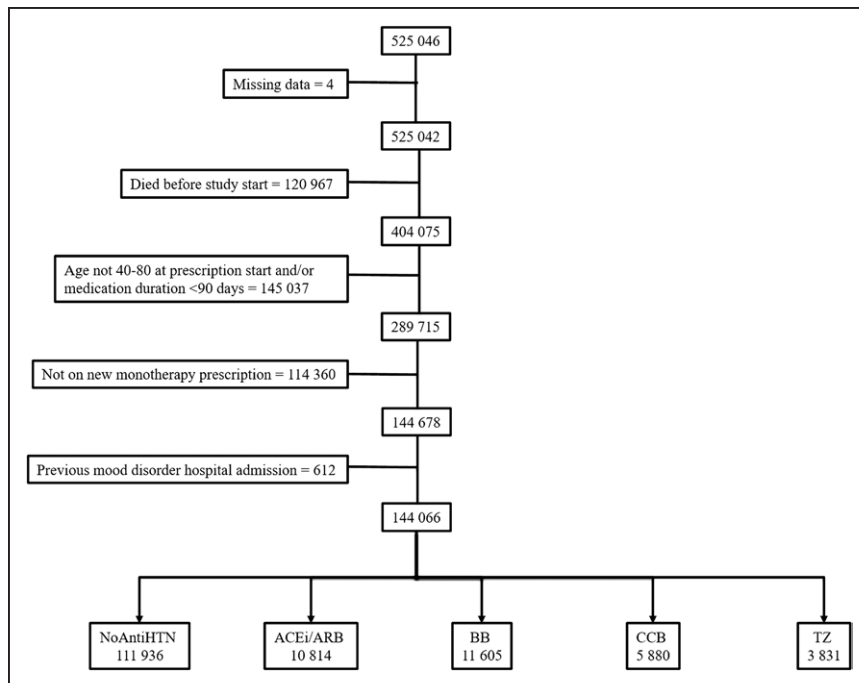 525 046
Missing data = 4
525 042
Died before study start = 120 967
404 075
Age not 40-80 at prescription start and/or
medication duration <90 days = 145 037
289 715
Not on new monotherapy prescription = 114 360
144 678
Previous mood disorder hospital admission = 612
144 066
NoAntiHTN
111 936
ACEi/ARB
10 814
BB
11 605
CCB
5 880
TZ
3 831